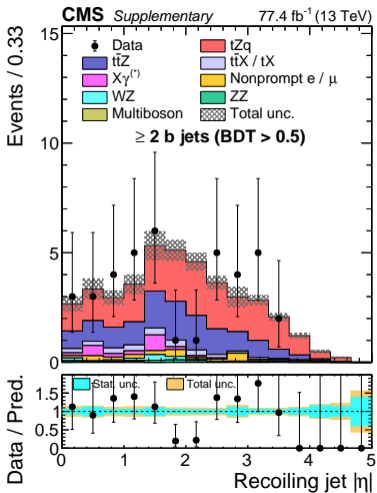 CMS Supplementary 77.4 fb⁻¹ (13 TeV)
Events / 0.33
15
10
5
0
Data
tZq
tt̄Z
tt̄X / tX
Xγ(*)
Nonprompt e / μ
WZ
ZZ
Multiboson
Total unc.
≥ 2 b jets (BDT > 0.5)
Data / Pred.
1.5
1
0.5
0
Stat. unc.
Total unc.
0 1 2 3 4 5
Recoiling jet |η|